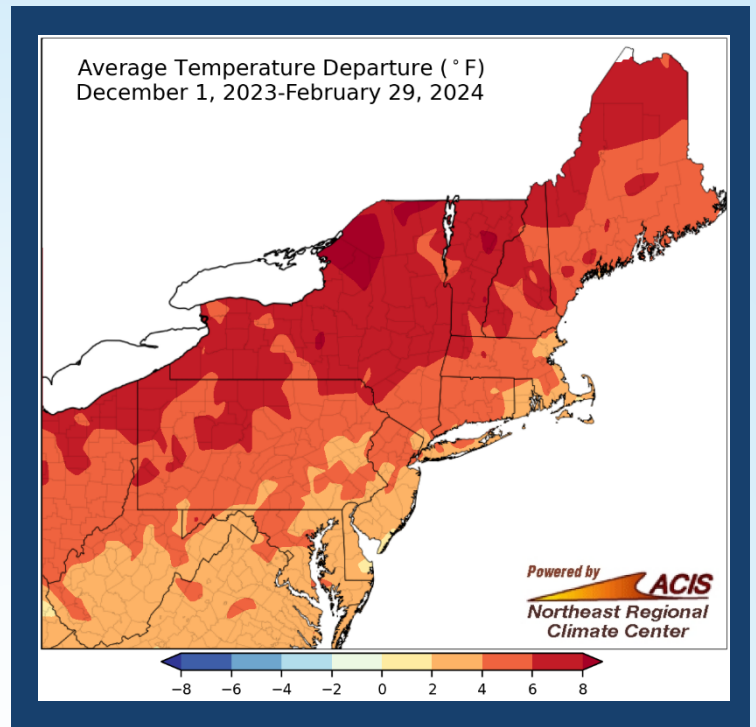 Average Temperature Departure (°F)
December 1, 2023-February 29, 2024
Powered by
ACIS
Northeast Regional
Climate Center
−8 −6 −4 −2 0 2 4 6 8